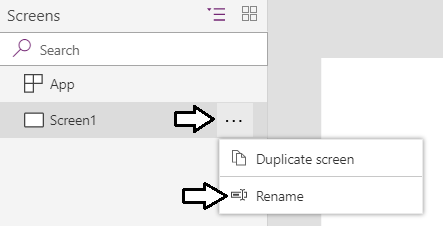 Screens
Search
App
Screen1
...
Duplicate screen
Rename